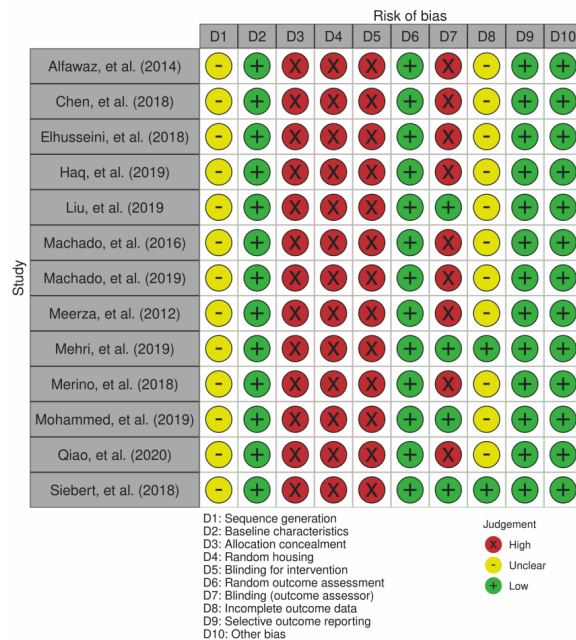 Risk of bias
D1 D2 D3 D4 D5 D6 D7 D8 D9 D10
Study
Alfawaz, et al. (2014) - + X X X + X - + +
Chen, et al. (2018) - + X X X + X - + +
Elhusseini, et al. (2018) - + X X X + X - + +
Haq, et al. (2019) - + X X X + X - + +
Liu, et al. (2019 - + X X X + + - + +
Machado, et al. (2016) - + X X X + X - + +
Machado, et al. (2019) - + X X X + X - + +
Meerza, et al. (2012) - + X X X + X - + +
Mehri, et al. (2019) - + X X X + + + + +
Merino, et al. (2018) - + X X X + X - + +
Mohammed, et al. (2019) - + X X X + + - + +
Qiao, et al. (2020) - + X X X + X - + +
Siebert, et al. (2018) - + X X X + + + + +
D1: Sequence generation
D2: Baseline characteristics
D3: Allocation concealment
D4: Random housing
D5: Blinding for intervention
D6: Random outcome assessment
D7: Blinding (outcome assessor)
D8: Incomplete outcome data
D9: Selective outcome reporting
D10: Other bias
Judgement
X High
- Unclear
+ Low